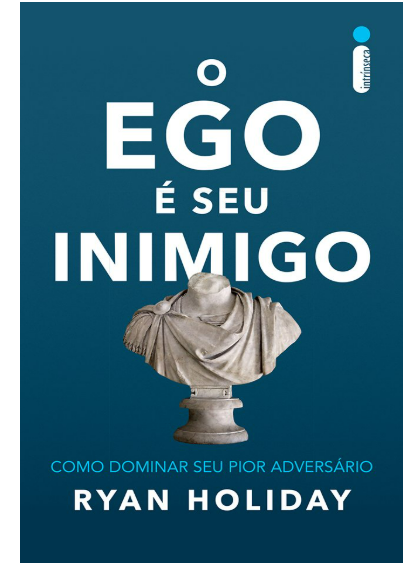 intrínseca
O
EGO
É SEU
INIMIGO
COMO DOMINAR SEU PIOR ADVERSÁRIO
RYAN HOLIDAY